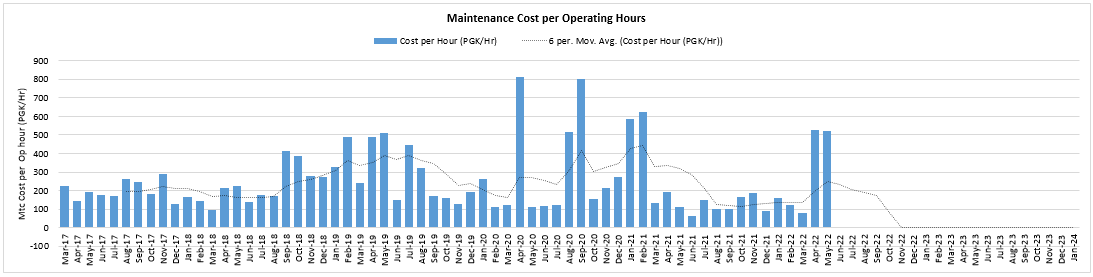 Maintenance Cost per Operating Hours
Cost per Hour (PGK/Hr) 6 per. Mov. Avg. (Cost per Hour (PGK/Hr))
Mtc Cost per Op hour (PGK/Hr)
900
800
700
600
500
400
300
200
100
0
-100
Mar-17
Apr-17
May-17
Jun-17
Jul-17
Aug-17
Sep-17
Oct-17
Nov-17
Dec-17
Jan-18
Feb-18
Mar-18
Apr-18
May-18
Jun-18
Jul-18
Aug-18
Sep-18
Oct-18
Nov-18
Dec-18
Jan-19
Feb-19
Mar-19
Apr-19
May-19
Jun-19
Jul-19
Aug-19
Sep-19
Oct-19
Nov-19
Dec-19
Jan-20
Feb-20
Mar-20
Apr-20
May-20
Jun-20
Jul-20
Aug-20
Sep-20
Oct-20
Nov-20
Dec-20
Jan-21
Feb-21
Mar-21
Apr-21
May-21
Jun-21
Jul-21
Aug-21
Sep-21
Oct-21
Nov-21
Dec-21
Jan-22
Feb-22
Mar-22
Apr-22
May-22
Jun-22
Jul-22
Aug-22
Sep-22
Oct-22
Nov-22
Dec-22
Jan-23
Feb-23
Mar-23
Apr-23
May-23
Jun-23
Jul-23
Aug-23
Sep-23
Oct-23
Nov-23
Dec-23
Jan-24